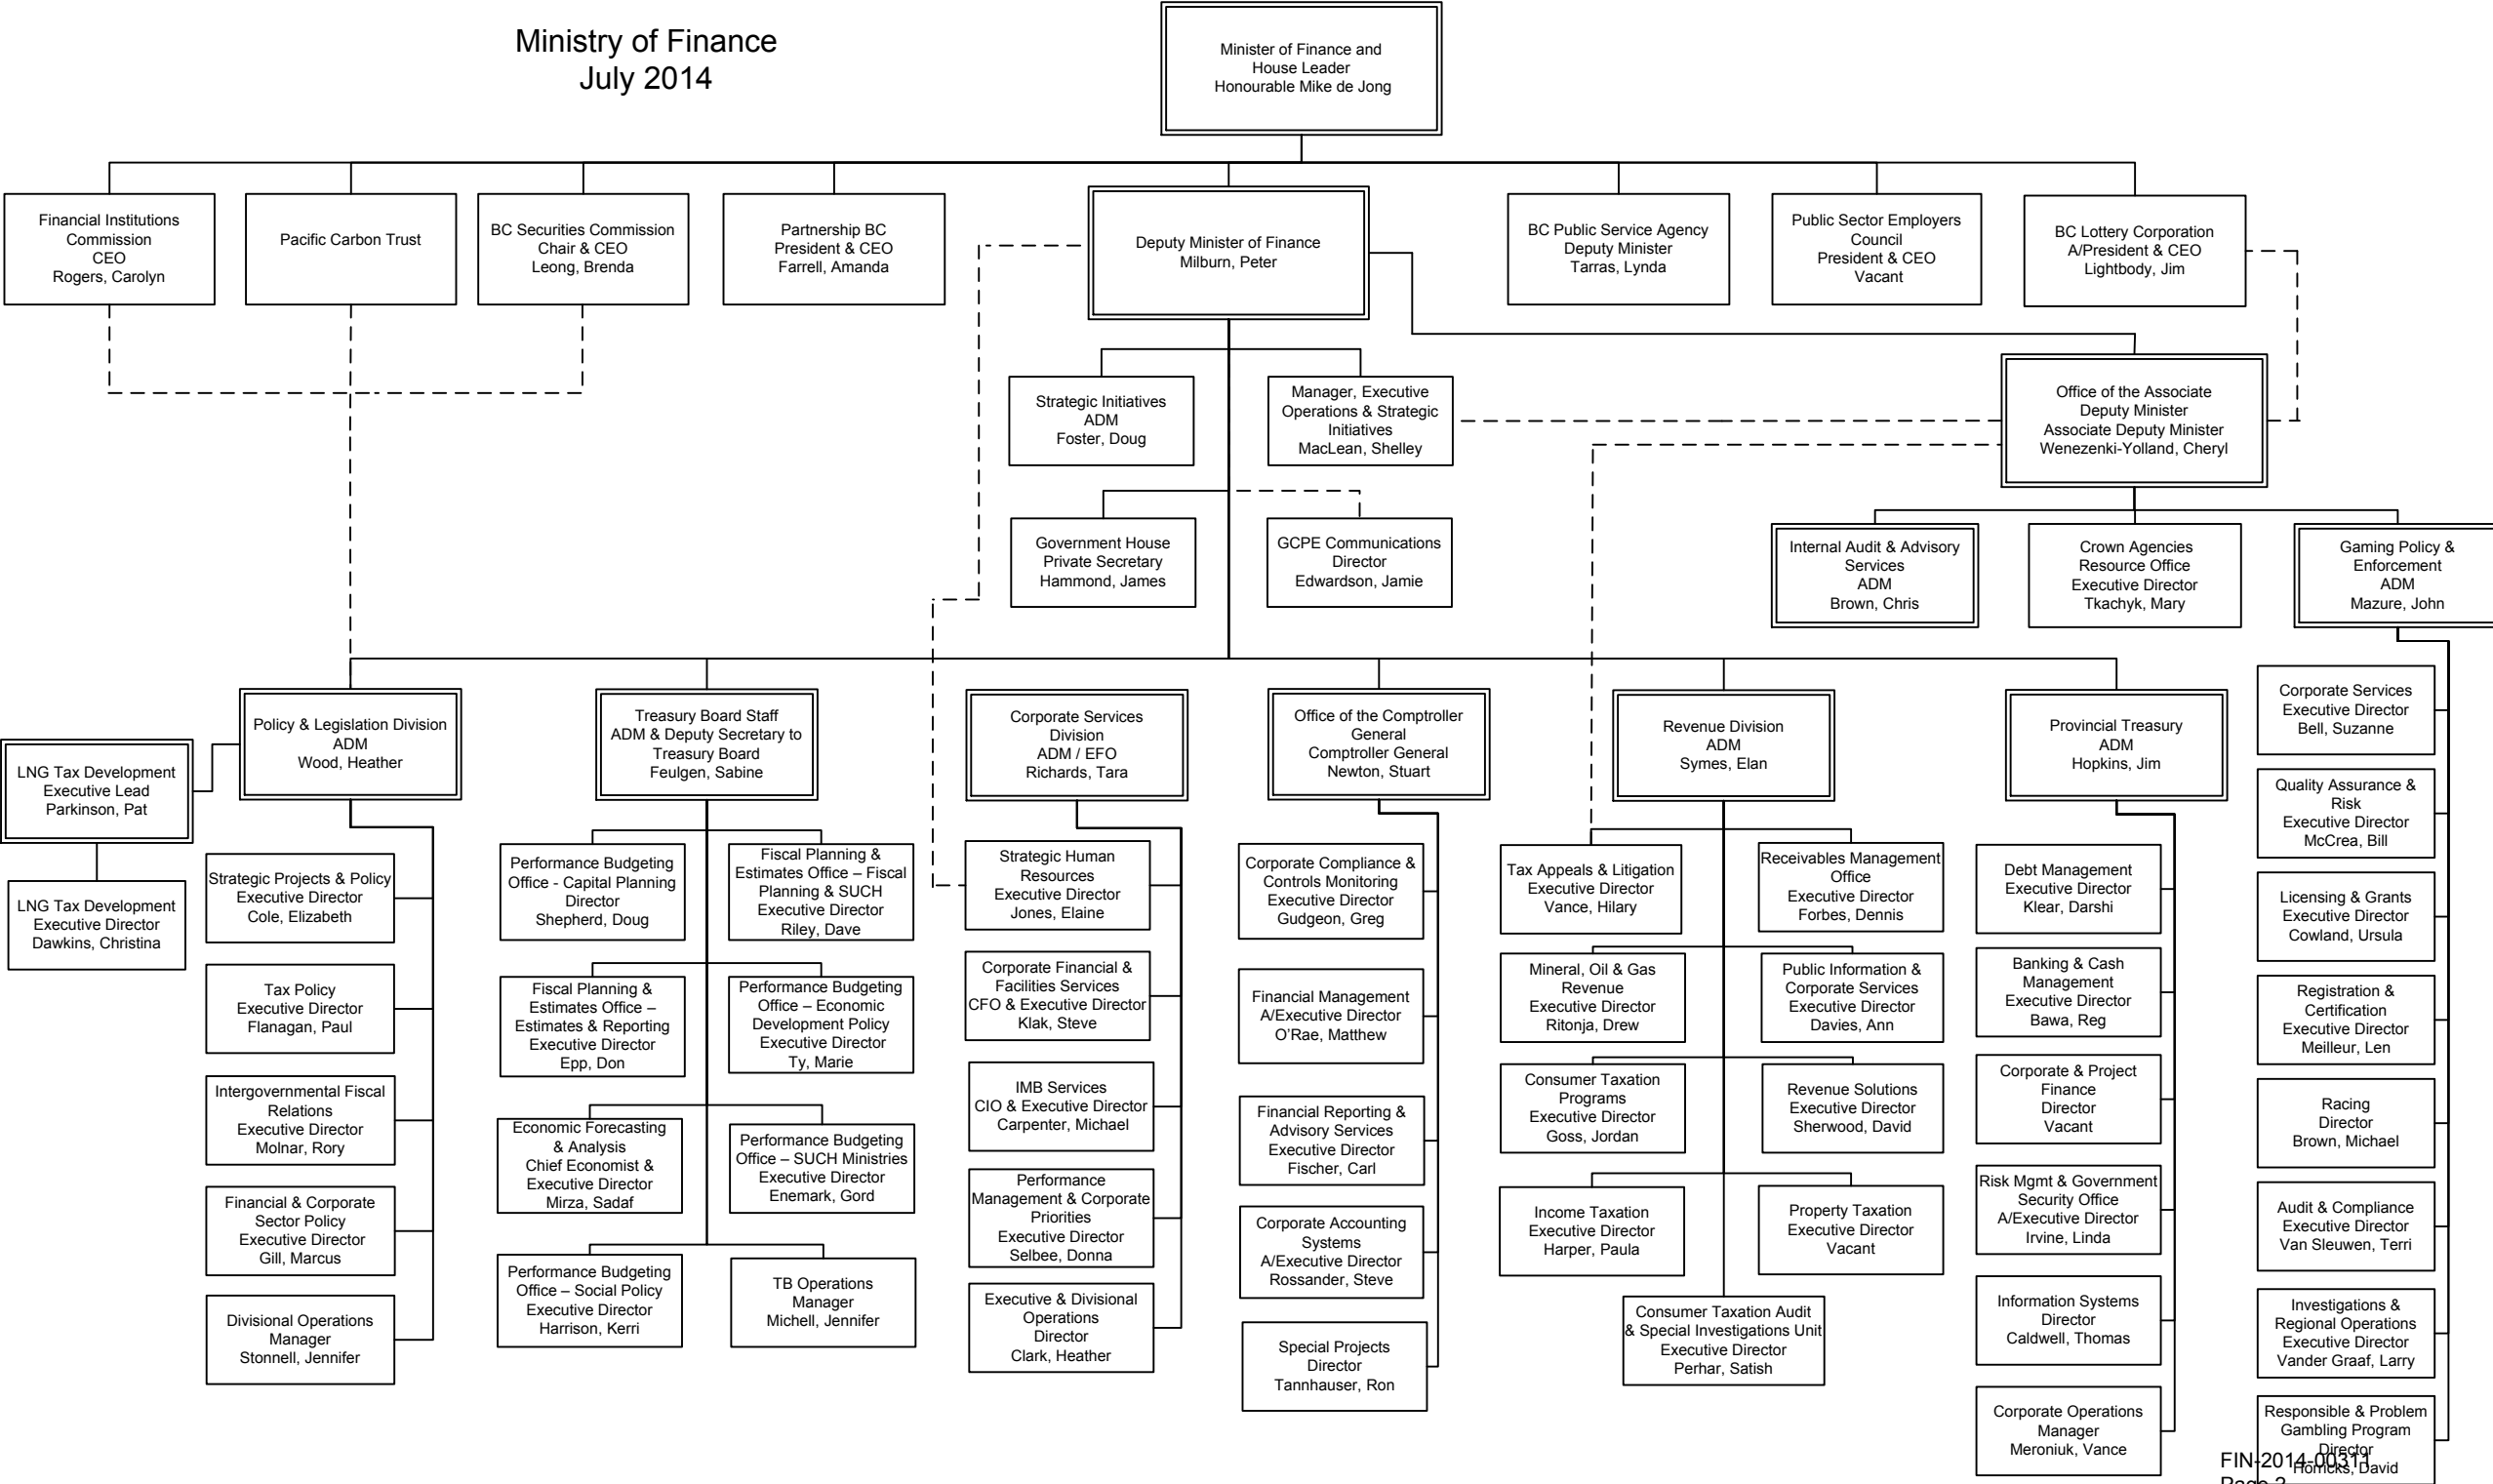 Ministry of Finance
July 2014
Minister of Finance and
House Leader
Honourable Mike de Jong
Financial Institutions
Commission
CEO
Rogers, Carolyn
Pacific Carbon Trust
BC Securities Commission
Chair & CEO
Leong, Brenda
Partnership BC
President & CEO
Farrell, Amanda
Deputy Minister of Finance
Milburn, Peter
BC Public Service Agency
Deputy Minister
Tarras, Lynda
Public Sector Employers
Council
President & CEO
Vacant
BC Lottery Corporation
A/President & CEO
Lightbody, Jim
Strategic Initiatives
ADM
Foster, Doug
Manager, Executive
Operations & Strategic
Initiatives
MacLean, Shelley
Office of the Associate
Deputy Minister
Associate Deputy Minister
Wenezenki-Yolland, Cheryl
Government House
Private Secretary
Hammond, James
GCPE Communications
Director
Edwardson, Jamie
Internal Audit & Advisory
Services
ADM
Brown, Chris
Crown Agencies
Resource Office
Executive Director
Tkachyk, Mary
Gaming Policy &
Enforcement
ADM
Mazure, John
LNG Tax Development
Executive Lead
Parkinson, Pat
LNG Tax Development
Executive Director
Dawkins, Christina
Policy & Legislation Division
ADM
Wood, Heather
Strategic Projects & Policy
Executive Director
Cole, Elizabeth
Tax Policy
Executive Director
Flanagan, Paul
Intergovernmental Fiscal
Relations
Executive Director
Molnar, Rory
Financial & Corporate
Sector Policy
Executive Director
Gill, Marcus
Divisional Operations
Manager
Stonnell, Jennifer
Treasury Board Staff
ADM & Deputy Secretary to
Treasury Board
Feulgen, Sabine
Performance Budgeting
Office - Capital Planning
Director
Shepherd, Doug
Fiscal Planning &
Estimates Office – Fiscal
Planning & SUCH
Executive Director
Riley, Dave
Fiscal Planning &
Estimates Office –
Estimates & Reporting
Executive Director
Epp, Don
Performance Budgeting
Office – Economic
Development Policy
Executive Director
Ty, Marie
Economic Forecasting
& Analysis
Chief Economist &
Executive Director
Mirza, Sadaf
Performance Budgeting
Office – SUCH Ministries
Executive Director
Enemark, Gord
Performance Budgeting
Office – Social Policy
Executive Director
Harrison, Kerri
TB Operations
Manager
Michell, Jennifer
Corporate Services
Division
ADM / EFO
Richards, Tara
Strategic Human
Resources
Executive Director
Jones, Elaine
Corporate Financial &
Facilities Services
CFO & Executive Director
Klak, Steve
IMB Services
CIO & Executive Director
Carpenter, Michael
Performance
Management & Corporate
Priorities
Executive Director
Selbee, Donna
Executive & Divisional
Operations
Director
Clark, Heather
Office of the Comptroller
General
Comptroller General
Newton, Stuart
Corporate Compliance &
Controls Monitoring
Executive Director
Gudgeon, Greg
Financial Management
A/Executive Director
O'Rae, Matthew
Financial Reporting &
Advisory Services
Executive Director
Fischer, Carl
Corporate Accounting
Systems
A/Executive Director
Rossander, Steve
Special Projects
Director
Tannhauser, Ron
Revenue Division
ADM
Symes, Elan
Tax Appeals & Litigation
Executive Director
Vance, Hilary
Receivables Management
Office
Executive Director
Forbes, Dennis
Mineral, Oil & Gas
Revenue
Executive Director
Ritonja, Drew
Public Information &
Corporate Services
Executive Director
Davies, Ann
Consumer Taxation
Programs
Executive Director
Goss, Jordan
Revenue Solutions
Executive Director
Sherwood, David
Income Taxation
Executive Director
Harper, Paula
Property Taxation
Executive Director
Vacant
Consumer Taxation Audit
& Special Investigations Unit
Executive Director
Perhar, Satish
Provincial Treasury
ADM
Hopkins, Jim
Debt Management
Executive Director
Klear, Darshi
Banking & Cash
Management
Executive Director
Bawa, Reg
Corporate & Project
Finance
Director
Vacant
Risk Mgmt & Government
Security Office
A/Executive Director
Irvine, Linda
Information Systems
Director
Caldwell, Thomas
Corporate Operations
Manager
Meroniuk, Vance
Corporate Services
Executive Director
Bell, Suzanne
Quality Assurance &
Risk
Executive Director
McCrea, Bill
Licensing & Grants
Executive Director
Cowland, Ursula
Registration &
Certification
Executive Director
Meilleur, Len
Racing
Director
Brown, Michael
Audit & Compliance
Executive Director
Van Sleuwen, Terri
Investigations &
Regional Operations
Executive Director
Vander Graaf, Larry
Responsible & Problem
Gambling Program
Director
Horricks, David
FIN-2014-00311
Page 2